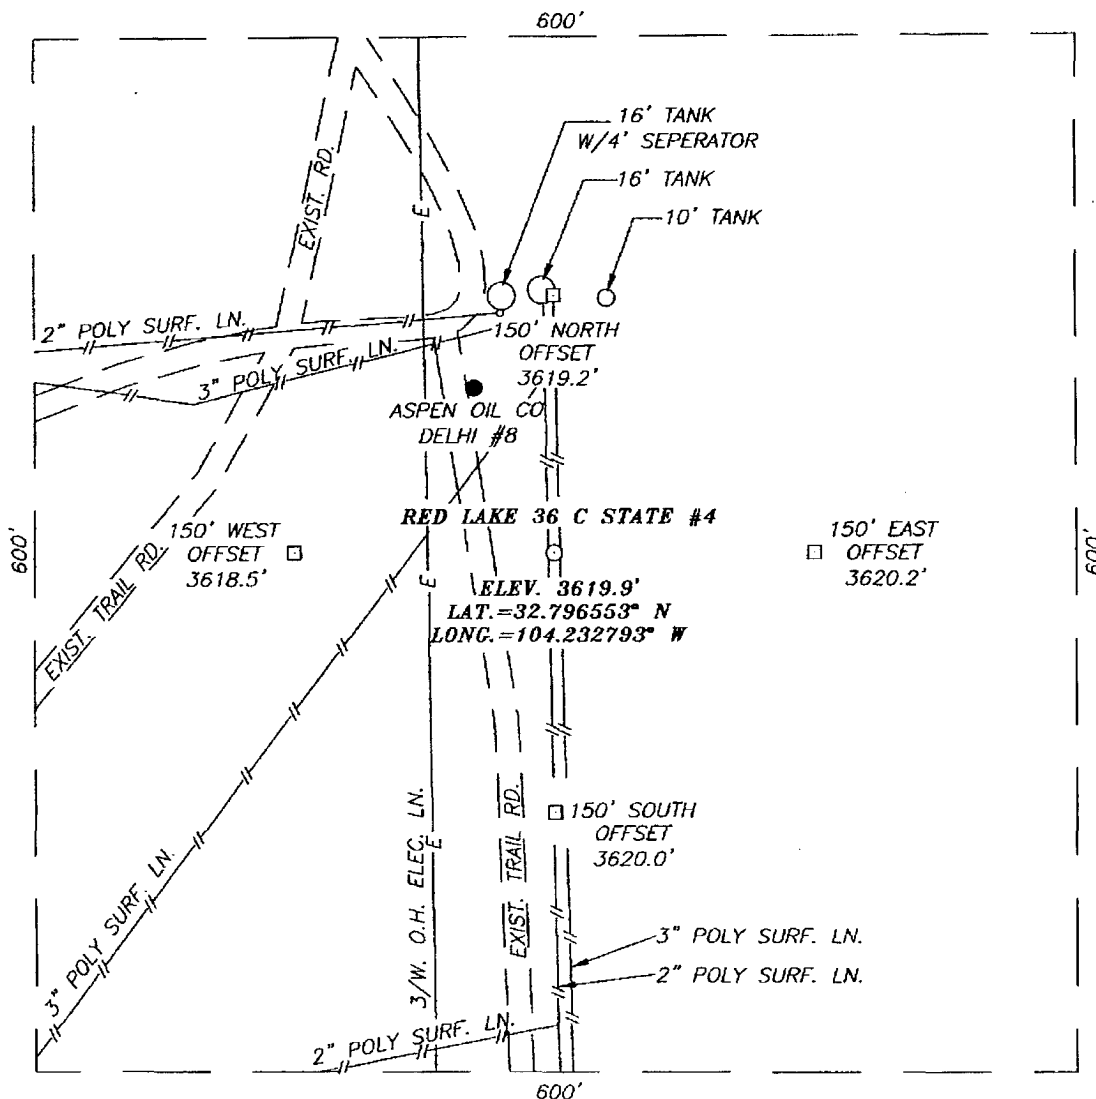 600'
16' TANK
W/4' SEPERATOR
16' TANK
10' TANK
EXIST. RD.
E
2" POLY SURF. LN.
3" POLY SURF. LN.
150' NORTH
OFFSET
3619.2'
ASPEN OIL CO
DELHI #8
RED LAKE 36 C STATE #4
600'
150' WEST
OFFSET
3618.5'
150' EAST
OFFSET
3620.2'
600'
E
ELEV. 3619.9'
LAT.=32.796553° N
LONG.=104.232793° W
EXIST. TRAIL RD.
3" POLY SURF. LN.
3/W. O.H. ELEC. LN.
E
EXIST. TRAIL RD.
150' SOUTH
OFFSET
3620.0'
3" POLY SURF. LN.
2" POLY SURF. LN.
2" POLY SURF. LN.
600'